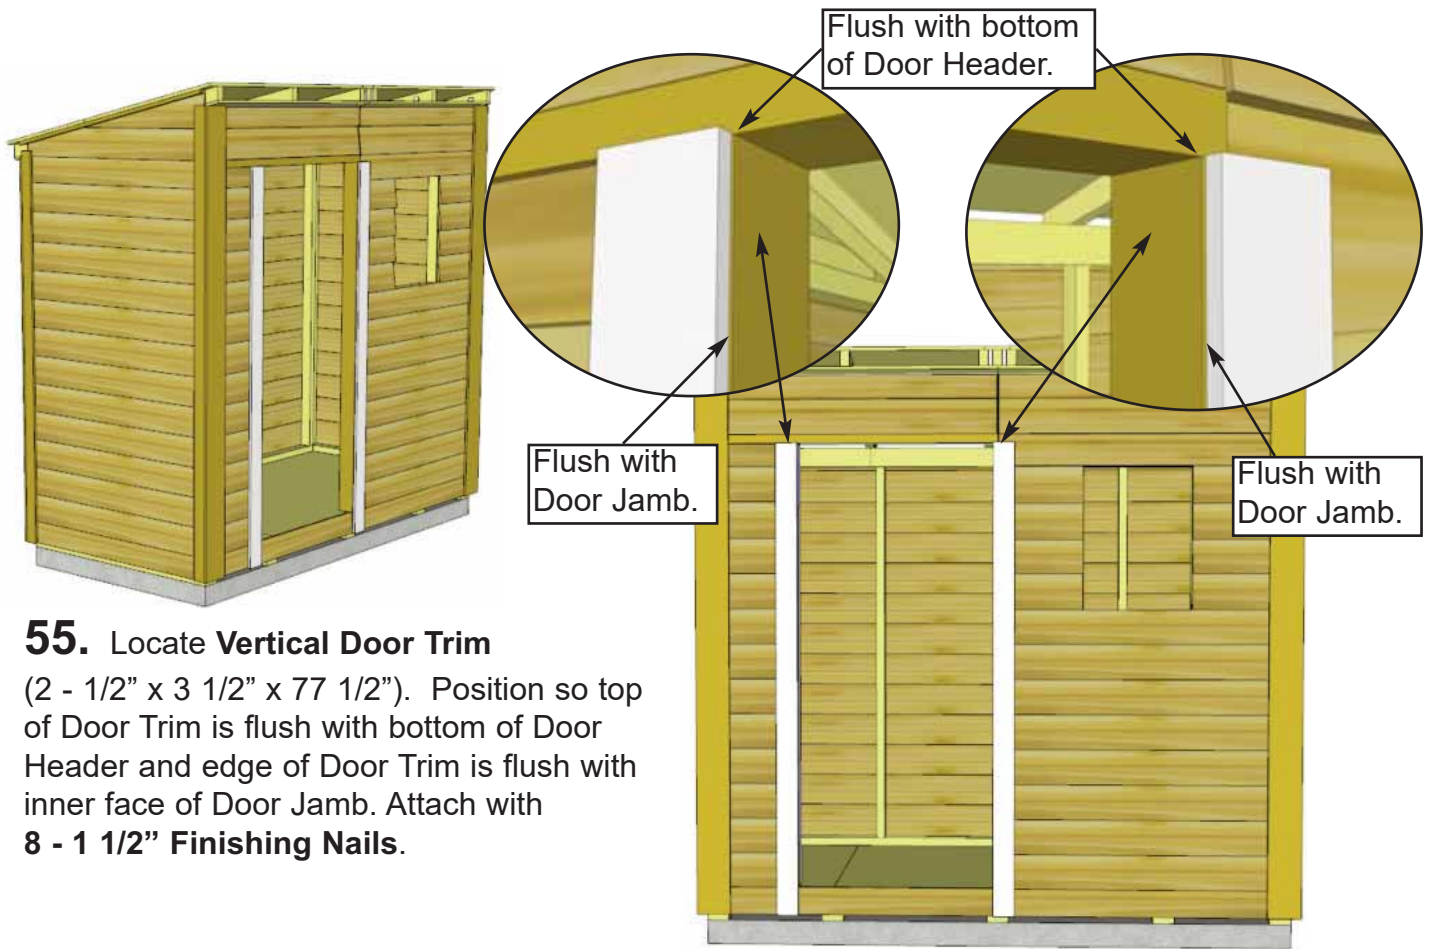 Flush with bottom
of Door Header.
Flush with
Door Jamb.
Flush with
Door Jamb.
55. Locate Vertical Door Trim
(2 - 1/2” x 3 1/2” x 77 1/2”). Position so top
of Door Trim is flush with bottom of Door
Header and edge of Door Trim is flush with
inner face of Door Jamb. Attach with
8 - 1 1/2” Finishing Nails.